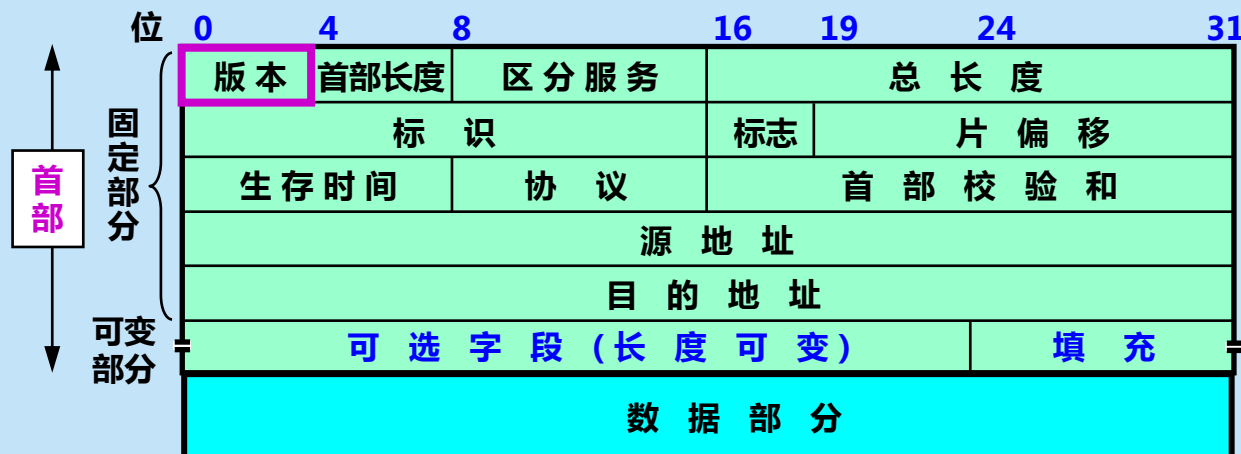 位 0 4 8 16 19 24 31
版本 首部长度 区分服务 总长度
标识 标志 片偏移
生存时间 协议 首部校验和
源地址
目的地址
可选字段(长度可变) 填充
数据部分
首部
固定部分
可变
部分